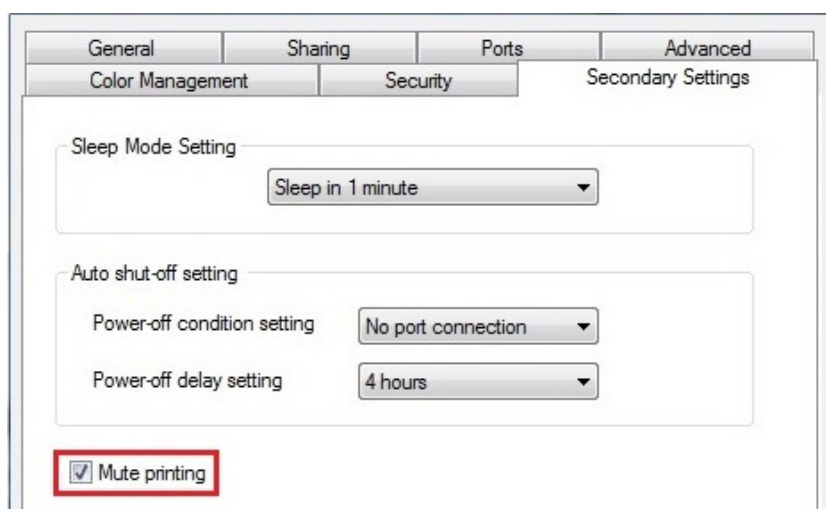 General Sharing Ports Advanced
Color Management Security Secondary Settings
Sleep Mode Setting
Sleep in 1 minute
Auto shut-off setting
Power-off condition setting No port connection
Power-off delay setting 4 hours
Mute printing